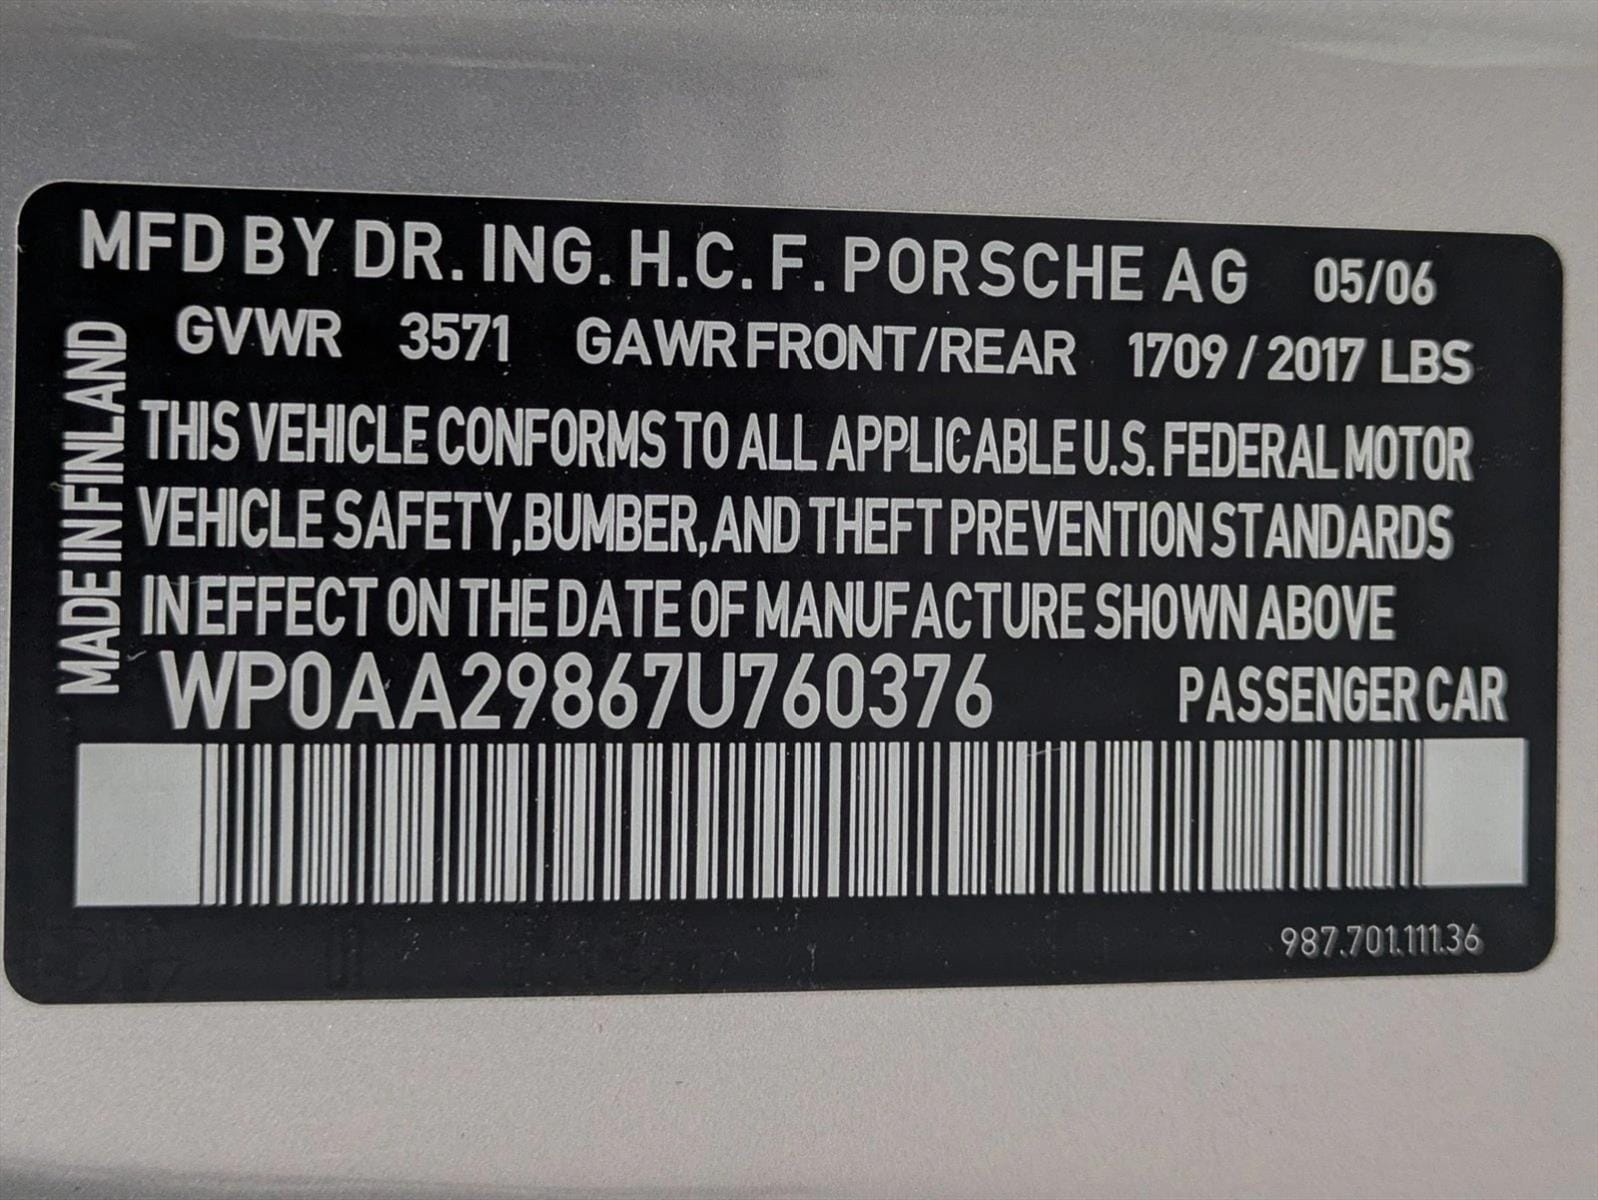 MFD BY DR. ING. H.C. F. PORSCHE AG 05/06
GVWR 3571 GAWR FRONT/REAR 1709 / 2017 LBS
MADE IN FINLAND
THIS VEHICLE CONFORMS TO ALL APPLICABLE U.S. FEDERAL MOTOR
VEHICLE SAFETY, BUMBER, AND THEFT PREVENTION STANDARDS
IN EFFECT ON THE DATE OF MANUFACTURE SHOWN ABOVE
WP0AA29867U760376 PASSENGER CAR
987.701.111.36